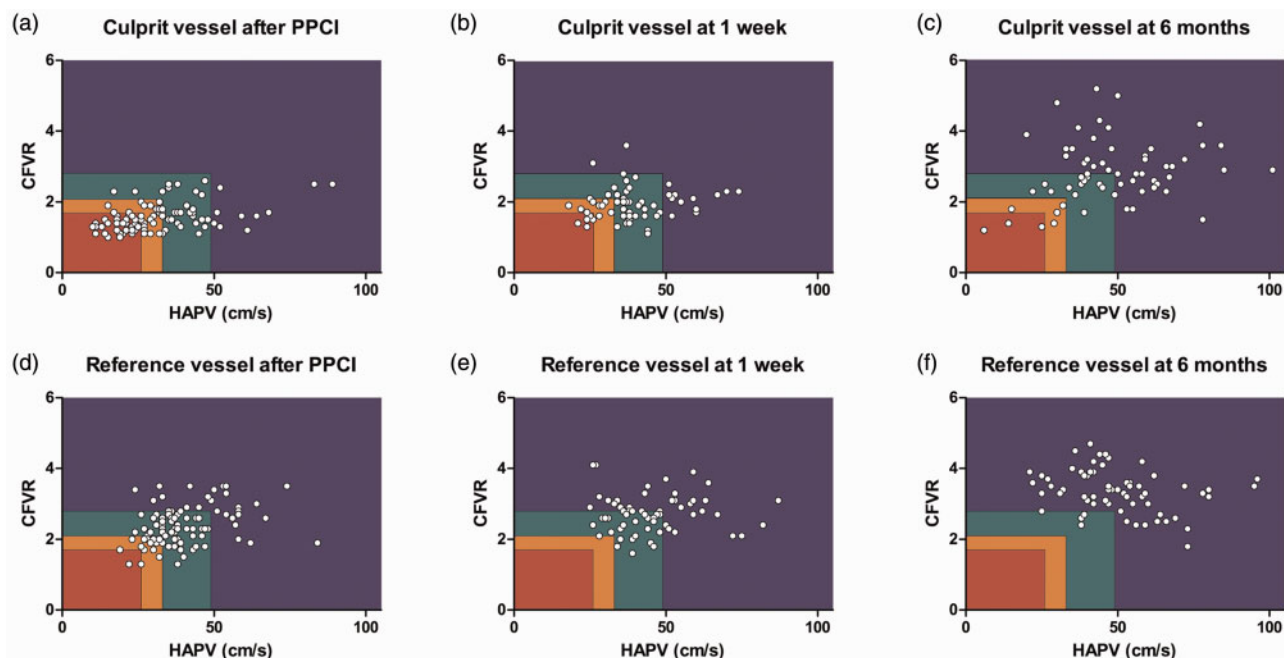 (a) Culprit vessel after PPCI
CFVR
6
4
2
0
0 50 100
HAPV (cm/s)
(b) Culprit vessel at 1 week
CFVR
6
4
2
0
0 50 100
HAPV (cm/s)
(c) Culprit vessel at 6 months
CFVR
6
4
2
0
0 50 100
HAPV (cm/s)
(d) Reference vessel after PPCI
CFVR
6
4
2
0
0 50 100
HAPV (cm/s)
(e) Reference vessel at 1 week
CFVR
6
4
2
0
0 50 100
HAPV (cm/s)
(f) Reference vessel at 6 months
CFVR
6
4
2
0
0 50 100
HAPV (cm/s)